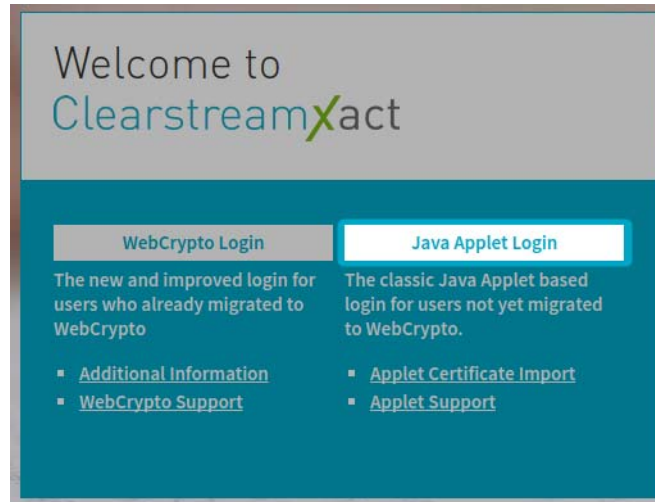 Welcome to
ClearstreamXact
WebCrypto Login
The new and improved login for
users who already migrated to
WebCrypto
Additional Information
WebCrypto Support
Java Applet Login
The classic Java Applet based
login for users not yet migrated
to WebCrypto.
Applet Certificate Import
Applet Support